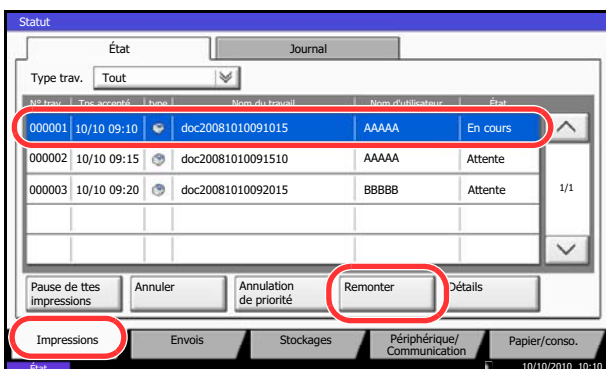 Statut
État Journal
Type trav. Tout
N° trav. Tps accepté type Nom du travail Nom d'utilisateur État
000001 10/10 09:10 doc20081010091015 AAAAA En cours
000002 10/10 09:15 doc20081010091510 AAAAA Attente
000003 10/10 09:20 doc20081010092015 BBBBB Attente
1/1
Pause de ttes
impressions
Annuler
Annulation
de priorité
Remonter
Détails
Impressions
Envois
Stockages
Périphérique/
Communication
Papier/conso.
État 10/10/2010 10:10